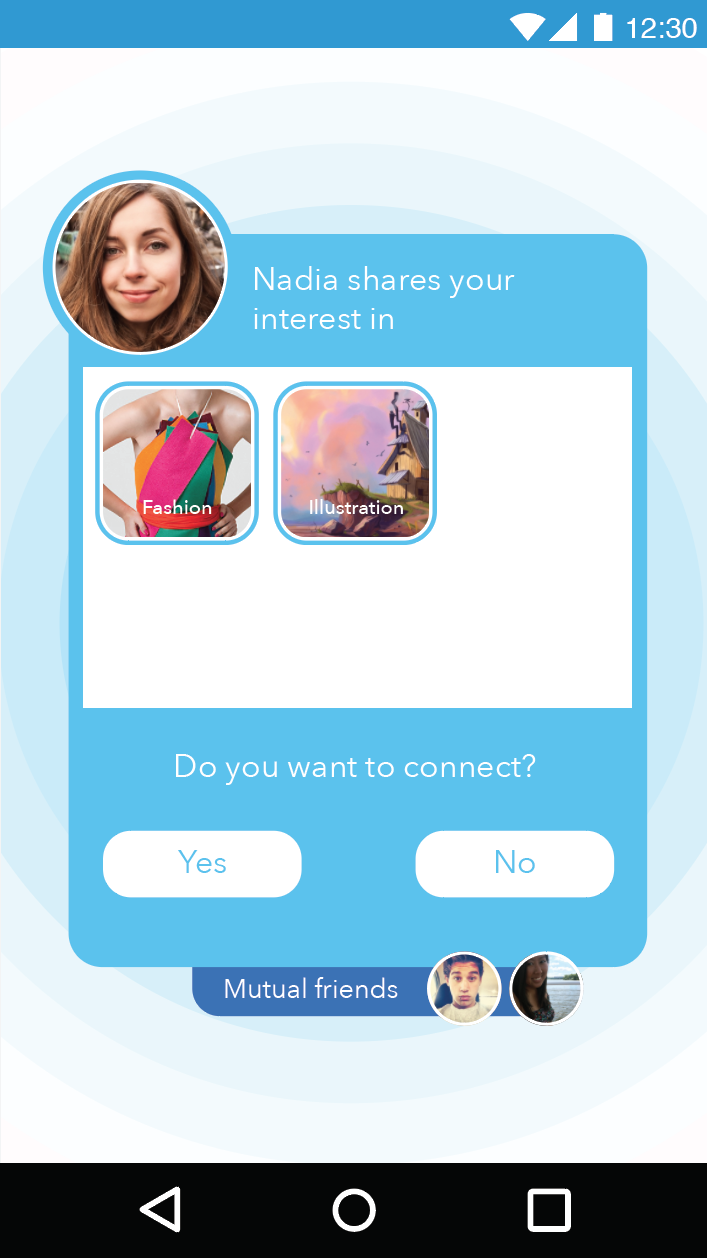 12:30
Nadia shares your
interest in
Fashion
Illustration
Do you want to connect?
Yes
No
Mutual friends